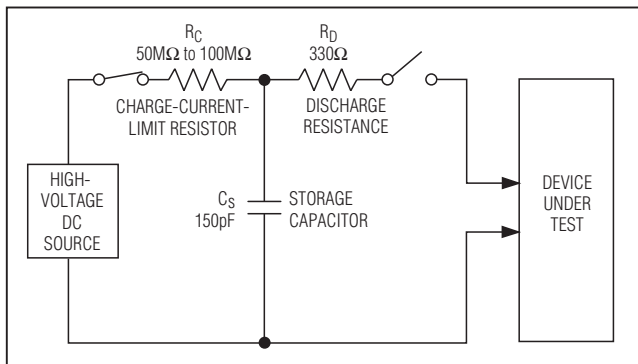 R_C
50MΩ to 100MΩ
CHARGE-CURRENT-
LIMIT RESISTOR
R_D
330Ω
DISCHARGE
RESISTANCE
HIGH-
VOLTAGE
DC
SOURCE
C_S
150pF
STORAGE
CAPACITOR
DEVICE
UNDER
TEST